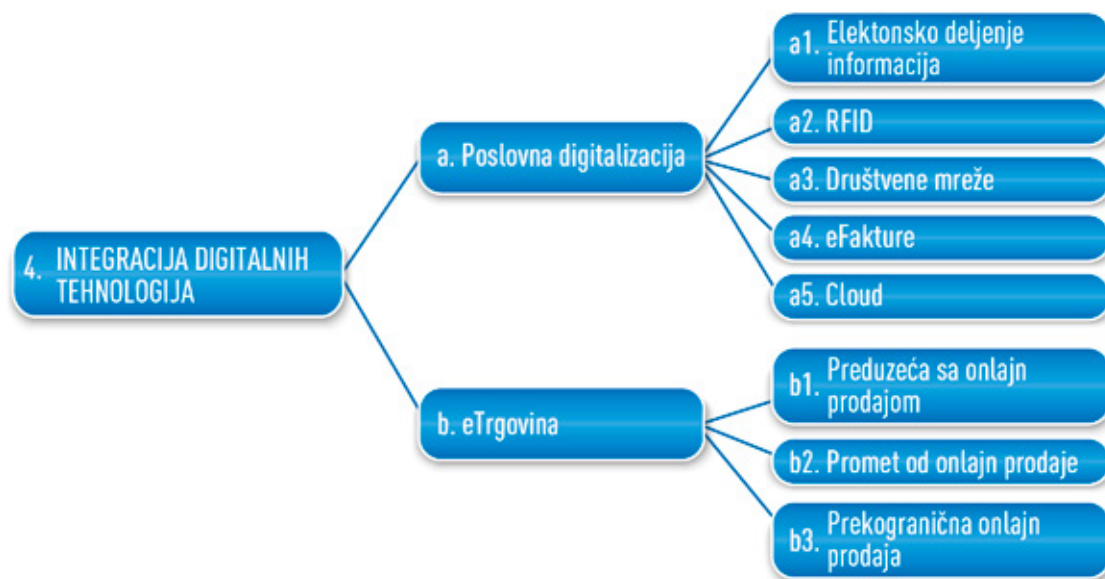 4. INTEGRACIJA DIGITALNIH
TEHNOLOGIJA
a. Poslovna digitalizacija
a1. Elektonsko deljenje
informacija
a2. RFID
a3. Društvene mreže
a4. eFakture
a5. Cloud
b. eTrgovina
b1. Preduzeća sa onlajn
prodajom
b2. Promet od onlajn prodaje
b3. Prekogranična onlajn
prodaja